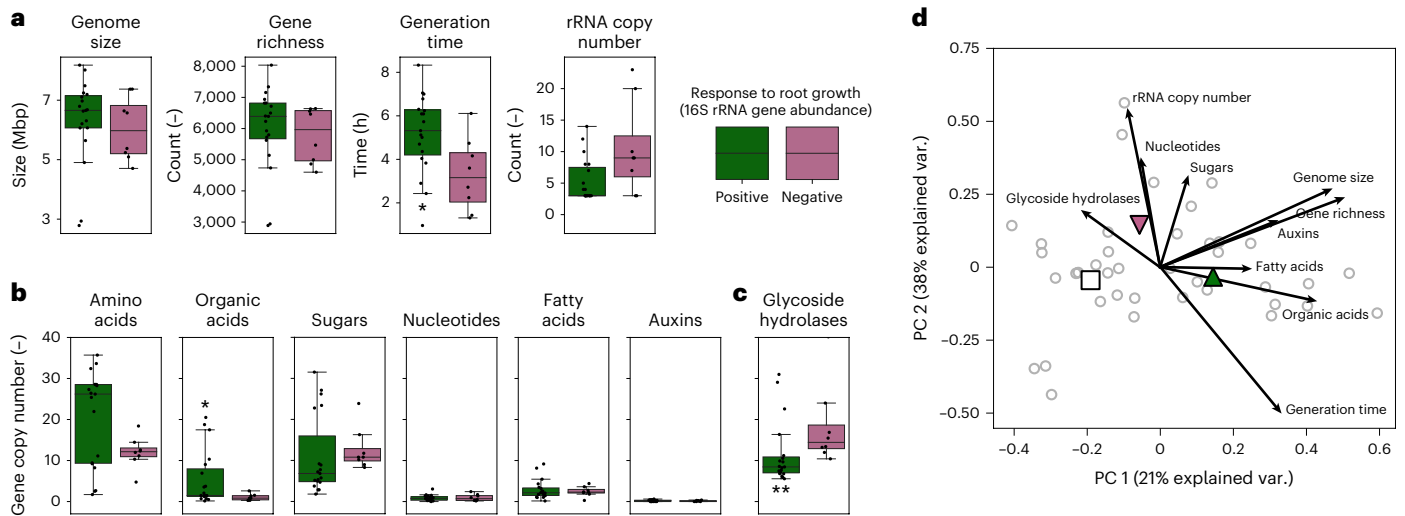 a
Genome
size
Gene
richness
Generation
time
rRNA copy
number
Size (Mbp)
7
5
3
Count (–)
8,000
7,000
6,000
5,000
4,000
3,000
Time (h)
8
6
4
2
*
Count (–)
20
15
10
5
0
Response to root growth
(16S rRNA gene abundance)
Positive
Negative
b
Amino
acids
Organic
acids
Sugars
Nucleotides
Fatty
acids
Auxins
c
Glycoside
hydrolases
Gene copy number (–)
40
30
20
10
0
*
**
d
PC 2 (38% explained var.)
0.75
0.50
0.25
0
–0.25
–0.50
rRNA copy number
Nucleotides
Sugars
Glycoside hydrolases
Genome size
Gene richness
Auxins
Fatty acids
Organic acids
Generation time
–0.4
–0.2
0
0.2
0.4
0.6
PC 1 (21% explained var.)